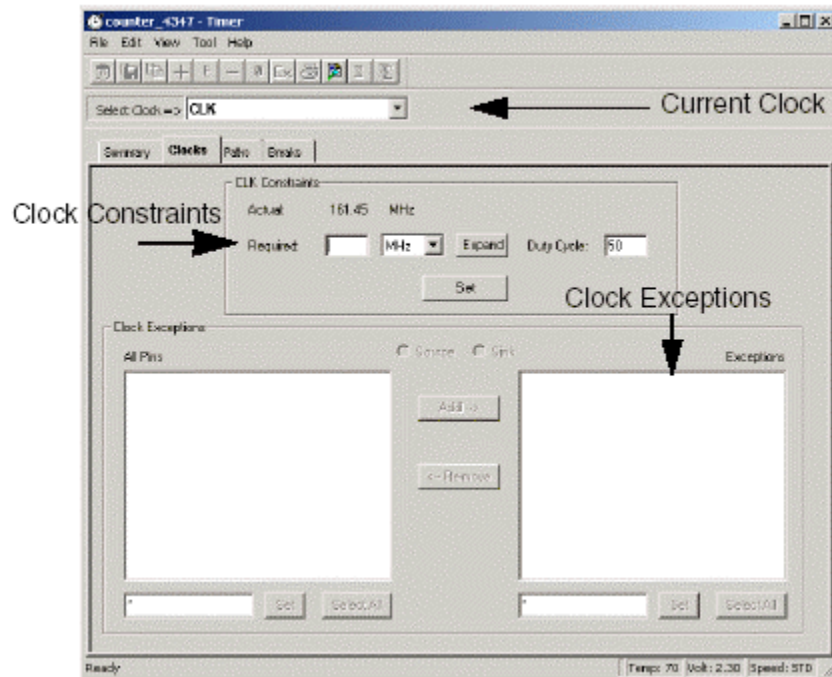 counter_4347 - Timer
File Edit View Tool Help
Ex
Select Clock => CLK
Current Clock
Summary Clocks Paths Breaks
CLK Constraints
Actual: 161.45 MHz
Clock Constraints
Required: MHz Expand Duty Cycle: 50
Set
Clock Exceptions
Clock Exceptions
All Pins Source Sink Exceptions
Add ->
<- Remove
* Set Select All * Set Select All
Ready Temp: 70 Volt: 2.30 Speed: STD